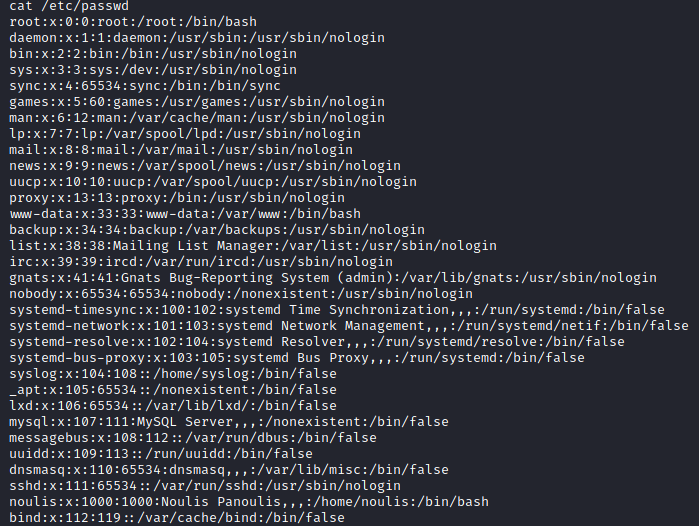 cat /etc/passwd
root:x:0:0:root:/root:/bin/bash
daemon:x:1:1:daemon:/usr/sbin:/usr/sbin/nologin
bin:x:2:2:bin:/bin:/usr/sbin/nologin
sys:x:3:3:sys:/dev:/usr/sbin/nologin
sync:x:4:65534:sync:/bin:/bin/sync
games:x:5:60:games:/usr/games:/usr/sbin/nologin
man:x:6:12:man:/var/cache/man:/usr/sbin/nologin
lp:x:7:7:lp:/var/spool/lpd:/usr/sbin/nologin
mail:x:8:8:mail:/var/mail:/usr/sbin/nologin
news:x:9:9:news:/var/spool/news:/usr/sbin/nologin
uucp:x:10:10:uucp:/var/spool/uucp:/usr/sbin/nologin
proxy:x:13:13:proxy:/bin:/usr/sbin/nologin
www-data:x:33:33:www-data:/var/www:/bin/bash
backup:x:34:34:backup:/var/backups:/usr/sbin/nologin
list:x:38:38:Mailing List Manager:/var/list:/usr/sbin/nologin
irc:x:39:39:ircd:/var/run/ircd:/usr/sbin/nologin
gnats:x:41:41:Gnats Bug-Reporting System (admin):/var/lib/gnats:/usr/sbin/nologin
nobody:x:65534:65534:nobody:/nonexistent:/usr/sbin/nologin
systemd-timesync:x:100:102:systemd Time Synchronization,,,:/run/systemd:/bin/false
systemd-network:x:101:103:systemd Network Management,,,:/run/systemd/netif:/bin/false
systemd-resolve:x:102:104:systemd Resolver,,,:/run/systemd/resolve:/bin/false
systemd-bus-proxy:x:103:105:systemd Bus Proxy,,,:/run/systemd:/bin/false
syslog:x:104:108::/home/syslog:/bin/false
_apt:x:105:65534::/nonexistent:/bin/false
lxd:x:106:65534::/var/lib/lxd/:/bin/false
mysql:x:107:111:MySQL Server,,,:/nonexistent:/bin/false
messagebus:x:108:112::/var/run/dbus:/bin/false
uuidd:x:109:113::/run/uuidd:/bin/false
dnsmasq:x:110:65534:dnsmasq,,,:/var/lib/misc:/bin/false
sshd:x:111:65534::/var/run/sshd:/usr/sbin/nologin
noulis:x:1000:1000:Noulis Panoulis,,,:/home/noulis:/bin/bash
bind:x:112:119::/var/cache/bind:/bin/false